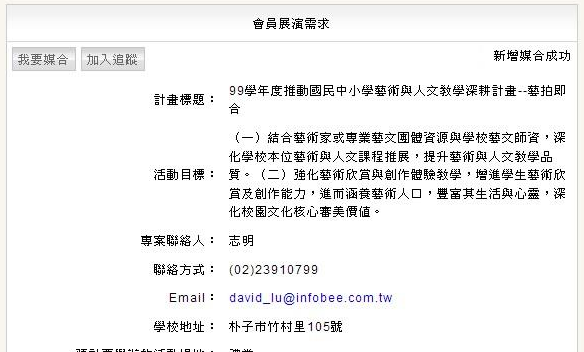 會員展演需求
我要媒合 加入追蹤 新增媒合成功
計畫標題： 99學年度推動國民中小學藝術與人文教學深耕計畫--藝拍即
合
（一）結合藝術家或專業藝文團體資源與學校藝文師資，深
化學校本位藝術與人文課程推展，提升藝術與人文教學品
活動目標： 質。（二）強化藝術欣賞與創作體驗教學，增進學生藝術欣
賞及創作能力，進而涵養藝術人口，豐富其生活與心靈，深
化校園文化核心審美價值。
專案聯絡人： 志明
聯絡方式： (02)23910799
Email： david_lu@infobee.com.tw
學校地址： 朴子市竹村里105號